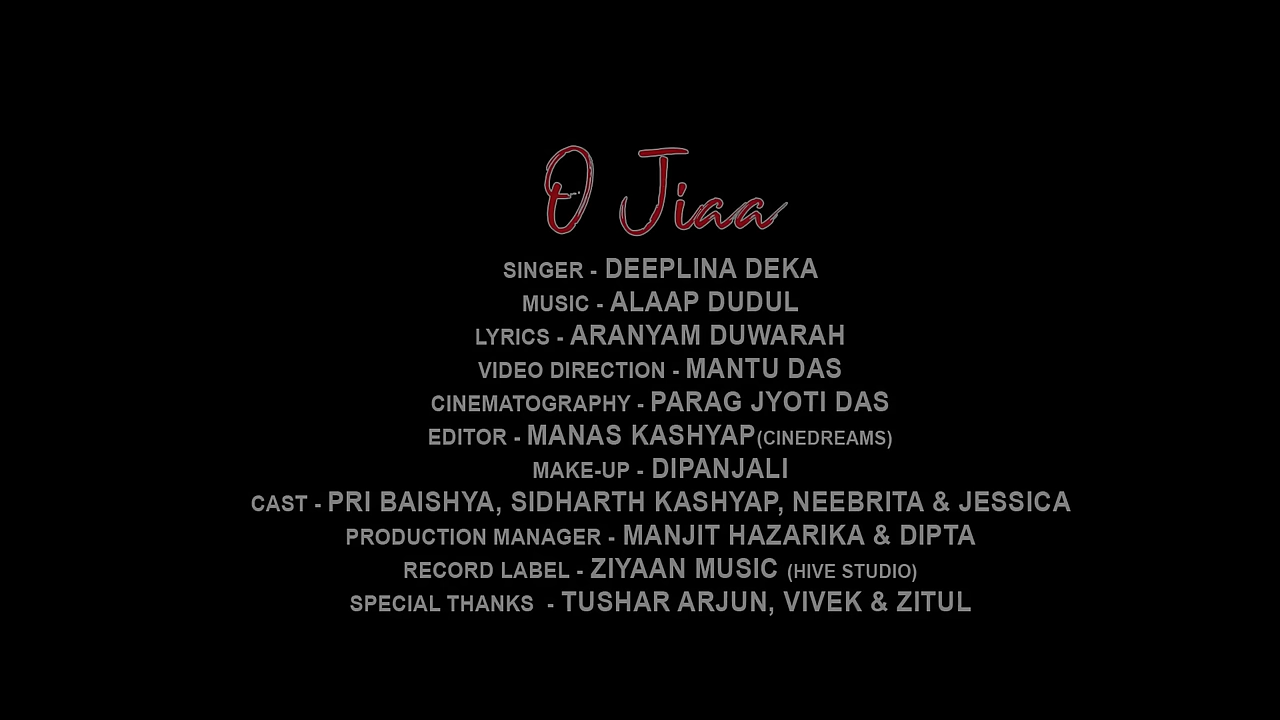 O Jiaa
SINGER - DEEPLINA DEKA
MUSIC - ALAAP DUDUL
LYRICS - ARANYAM DUWARAH
VIDEO DIRECTION - MANTU DAS
CINEMATOGRAPHY - PARAG JYOTI DAS
EDITOR - MANAS KASHYAP(CINEDREAMS)
MAKE-UP - DIPANJALI
CAST - PRI BAISHYA, SIDHARTH KASHYAP, NEEBRITA & JESSICA
PRODUCTION MANAGER - MANJIT HAZARIKA & DIPTA
RECORD LABEL - ZIYAAN MUSIC (HIVE STUDIO)
SPECIAL THANKS - TUSHAR ARJUN, VIVEK & ZITUL